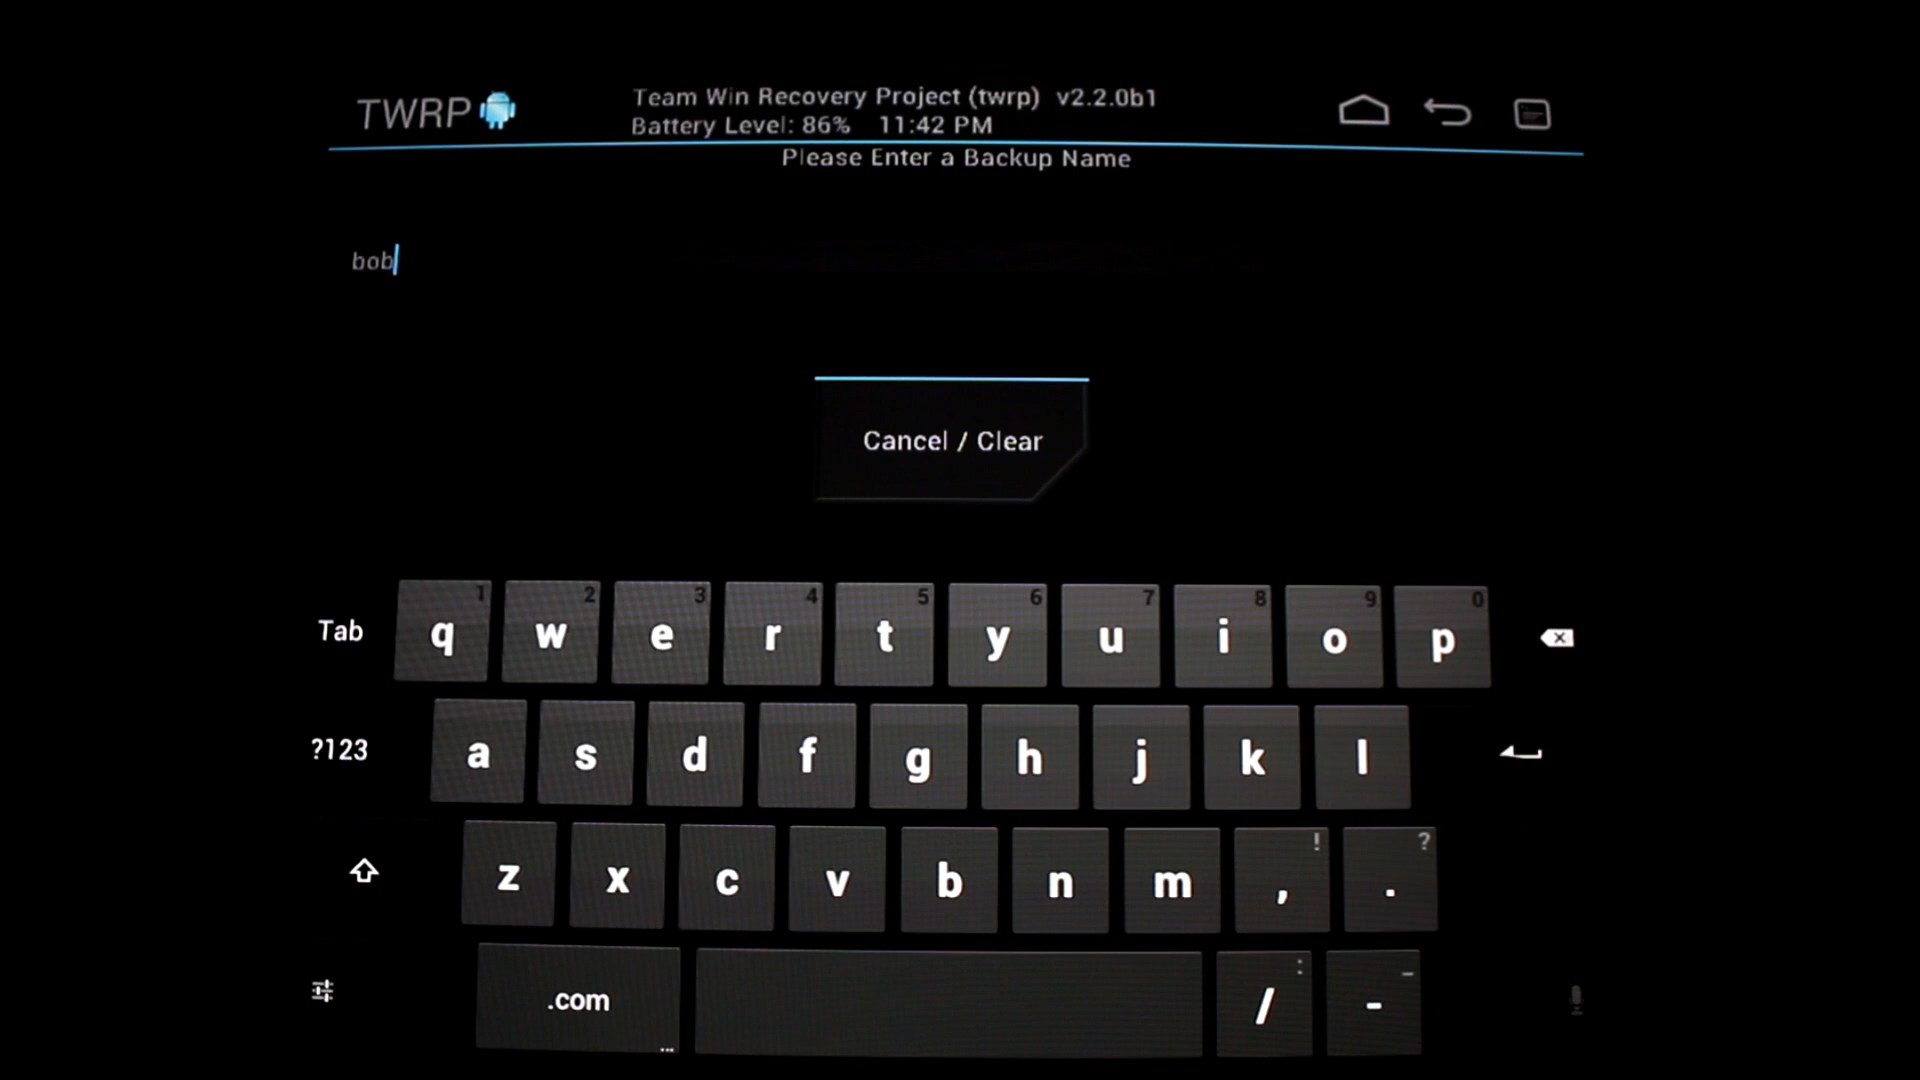 TWRP
Team Win Recovery Project (twrp) v2.2.0b1
Battery Level: 86% 11:42 PM
Please Enter a Backup Name
bob
Cancel / Clear
1 2 3 4 5 6 7 8 9 0
Tab q w e r t y u i o p
?123 a s d f g h j k l
! ?
z x c v b n m , .
: _
.com / -
...